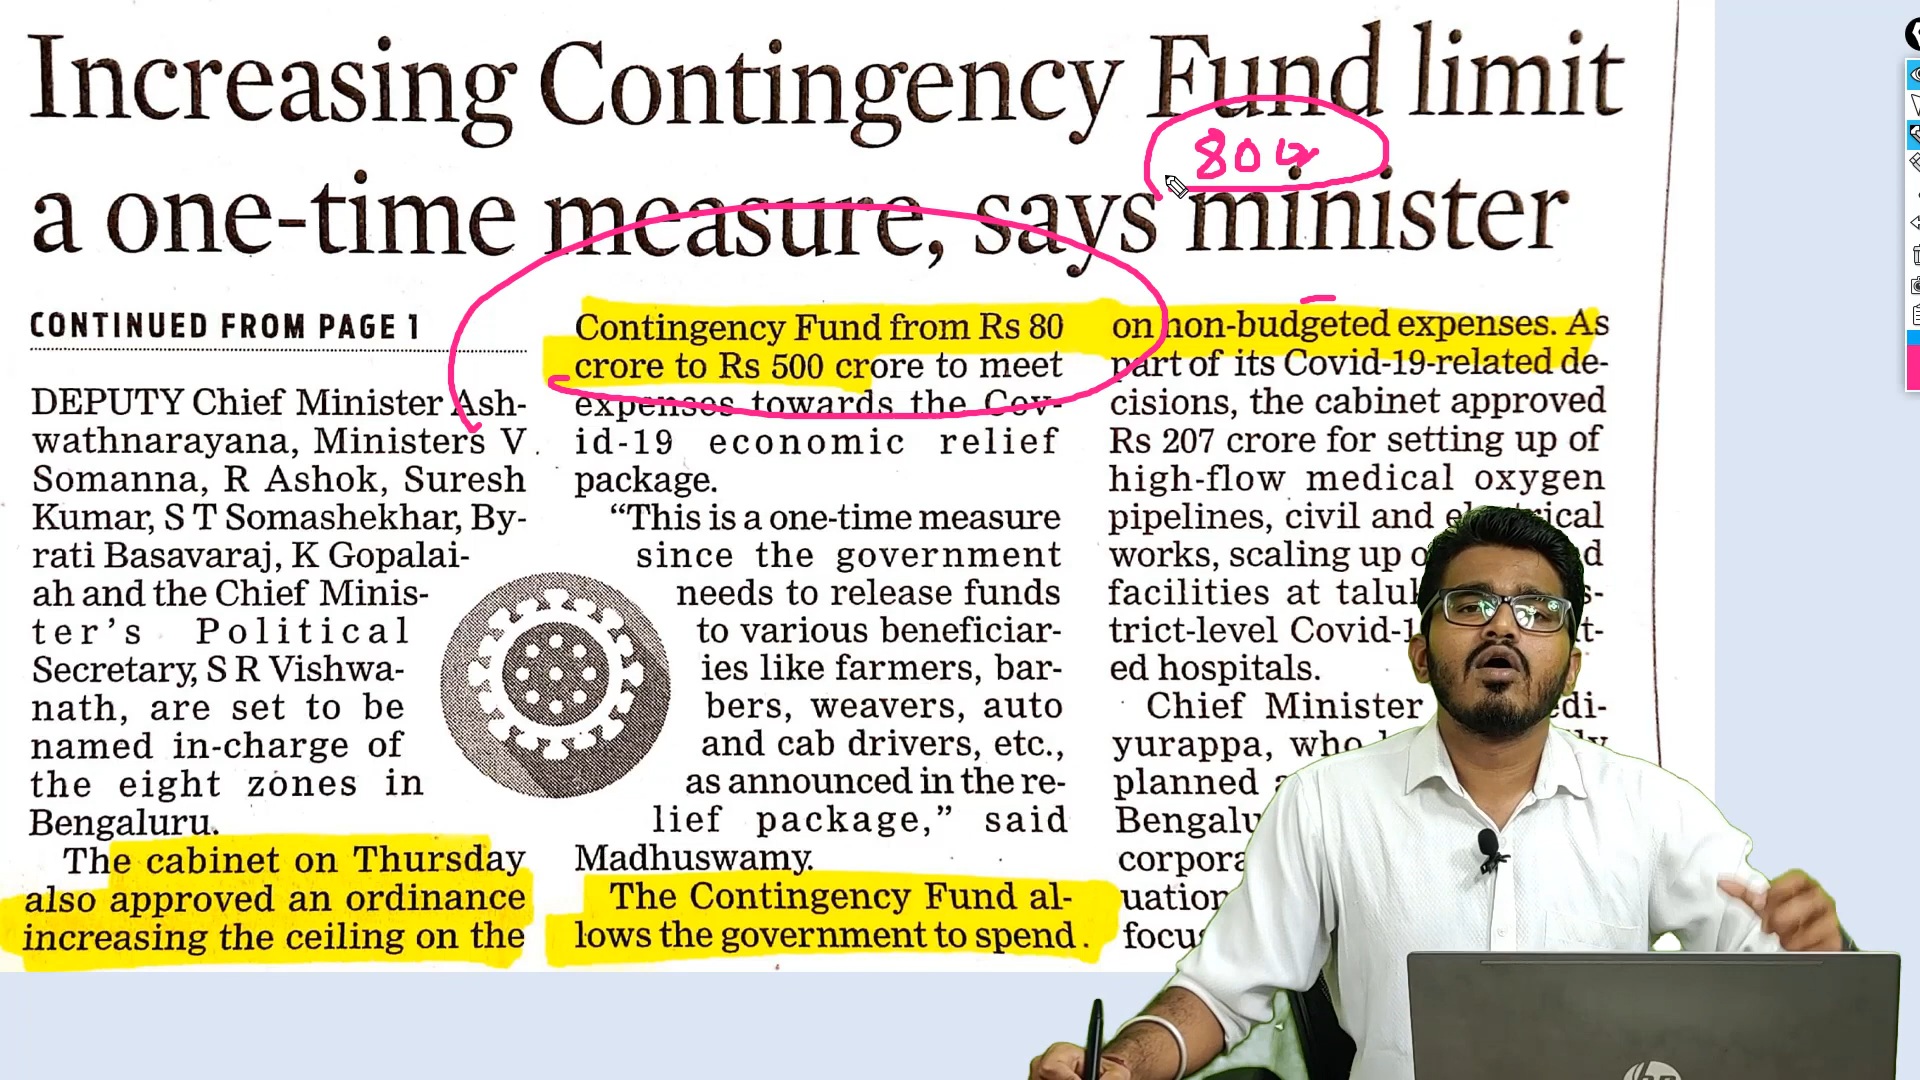 Increasing Contingency Fund limit
a one-time measure, says minister
80 cr
CONTINUED FROM PAGE 1
DEPUTY Chief Minister Ash-
wathnarayana, Ministers V
Somanna, R Ashok, Suresh
Kumar, S T Somashekhar, By-
rati Basavaraj, K Gopalai-
ah and the Chief Minis-
ter's Political
Secretary, S R Vishwa-
nath, are set to be
named in-charge of
the eight zones in
Bengaluru.
The cabinet on Thursday
also approved an ordinance
increasing the ceiling on the
Contingency Fund from Rs 80
crore to Rs 500 crore to meet
expenses towards the Cov-
id-19 economic relief
package.
"This is a one-time measure
since the government
needs to release funds
to various beneficiar-
ies like farmers, bar-
bers, weavers, auto
and cab drivers, etc.,
as announced in the re-
lief package," said
Madhuswamy.
The Contingency Fund al-
lows the government to spend
on non-budgeted expenses. As
part of its Covid-19-related de-
cisions, the cabinet approved
Rs 207 crore for setting up of
high-flow medical oxygen
pipelines, civil and
works, scaling up
facilities at
trict-level
ed hospitals.
Chief Minister
yurappa, who
planned
hp